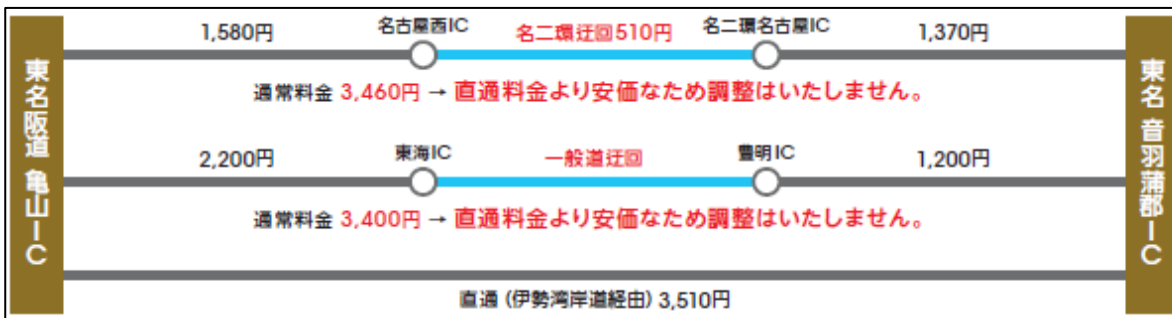 東名阪道 亀山IC
1,580円 名古屋西IC 名二環迂回510円 名二環名古屋IC 1,370円
通常料金 3,460円 → 直通料金より安価なため調整はいたしません。
2,200円 東海IC 一般道迂回 豊明IC 1,200円
通常料金 3,400円 → 直通料金より安価なため調整はいたしません。
直通（伊勢湾岸道経由）3,510円
東名 音羽蒲郡IC